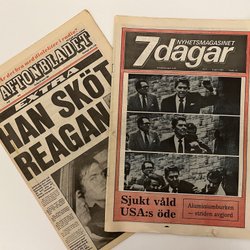 AFTONBLADET
EXTRA
HAN SKÖT
REAGAN
NYHETSMAGASINET
7dagar
Sjukt våld
USA:s öde
Aluminiumburken
– striden avgjord